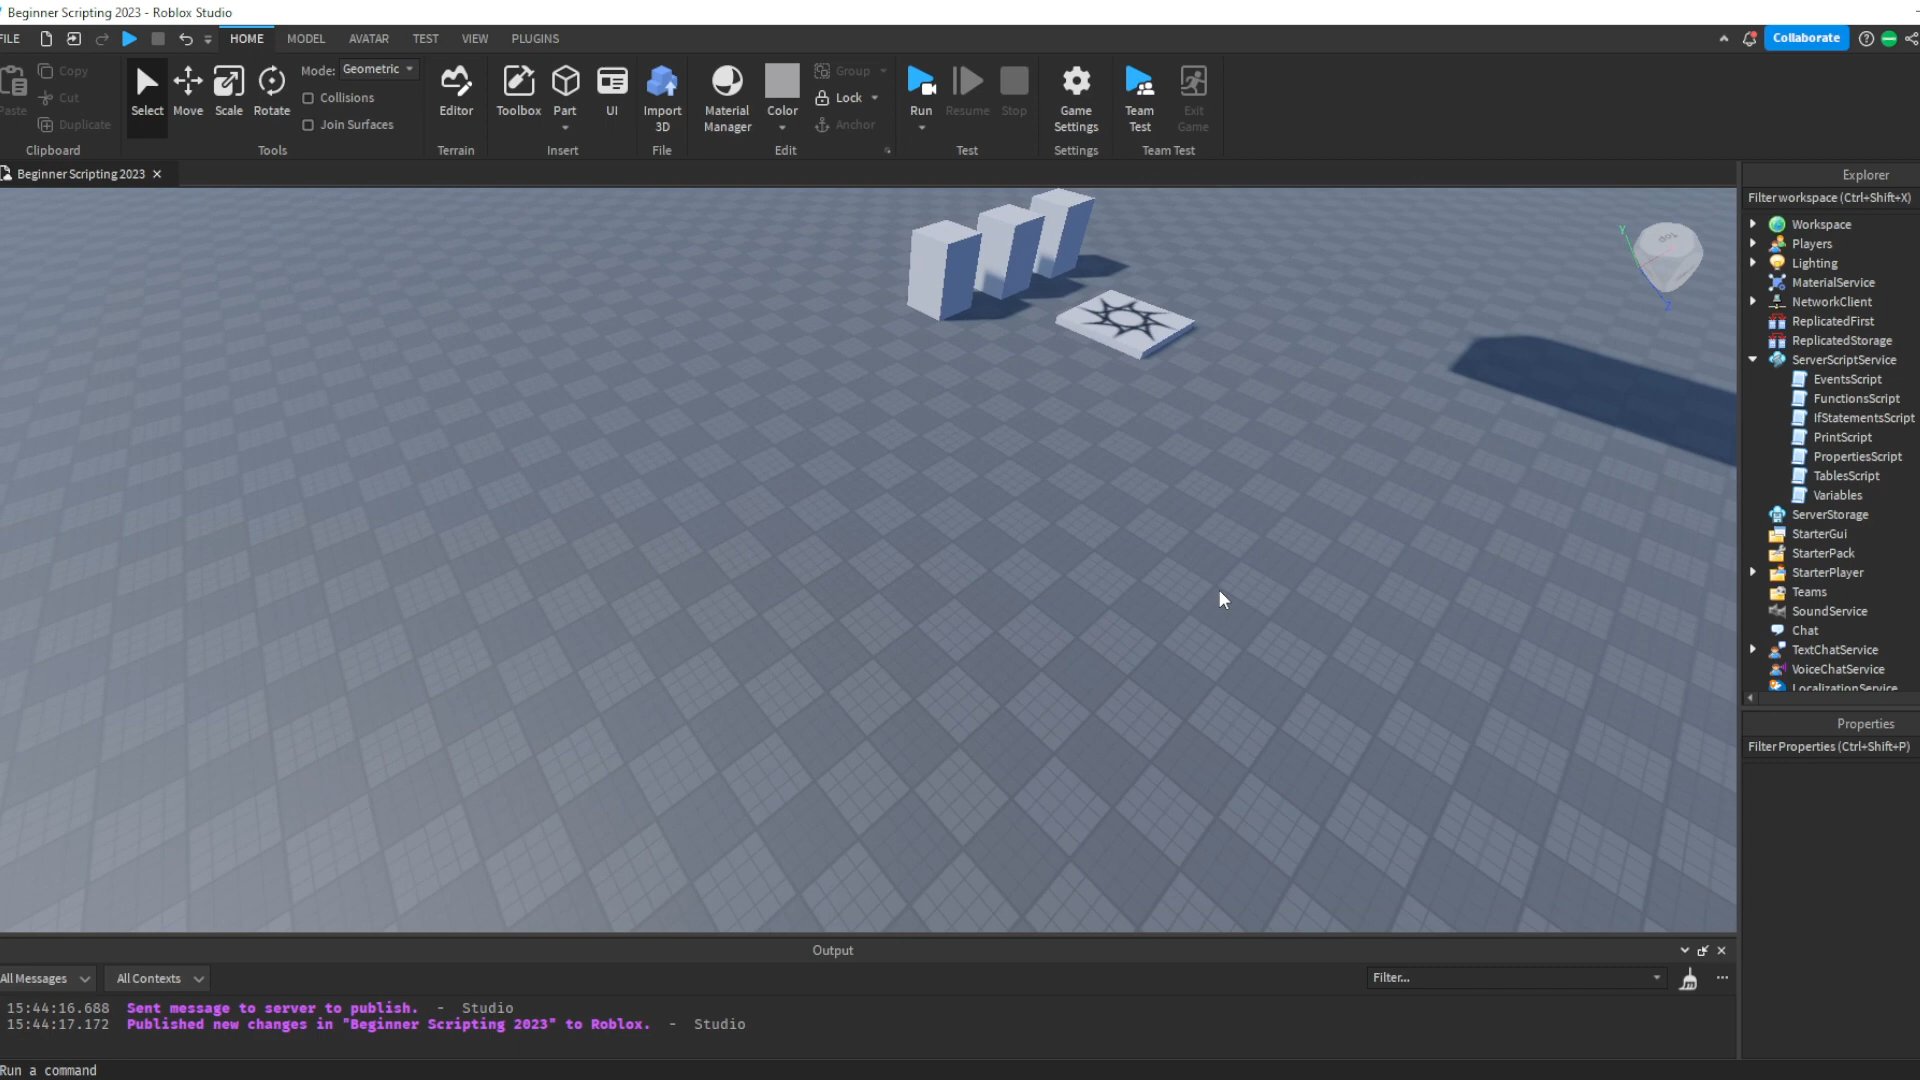 Beginner Scripting 2023 - Roblox Studio
FILE HOME MODEL AVATAR TEST VIEW PLUGINS Collaborate
Paste Copy Cut Duplicate
Clipboard
Select Move Scale Rotate
Mode: Geometric
Collisions
Join Surfaces
Tools
Editor
Terrain
Toolbox Part UI
Insert
Import 3D
File
Material Manager Color
Group
Lock
Anchor
Edit
Run Resume Stop
Test
Game Settings
Settings
Team Test Exit Game
Team Test
Beginner Scripting 2023
Y
TOP
Z
Explorer
Filter workspace (Ctrl+Shift+X)
Workspace
Players
Lighting
MaterialService
NetworkClient
ReplicatedFirst
ReplicatedStorage
ServerScriptService
EventsScript
FunctionsScript
IfStatementsScript
PrintScript
PropertiesScript
TablesScript
Variables
ServerStorage
StarterGui
StarterPack
StarterPlayer
Teams
SoundService
Chat
TextChatService
VoiceChatService
LocalizationService
Properties
Filter Properties (Ctrl+Shift+P)
Output
All Messages All Contexts Filter...
15:44:16.688 Sent message to server to publish. - Studio
15:44:17.172 Published new changes in "Beginner Scripting 2023" to Roblox. - Studio
Run a command